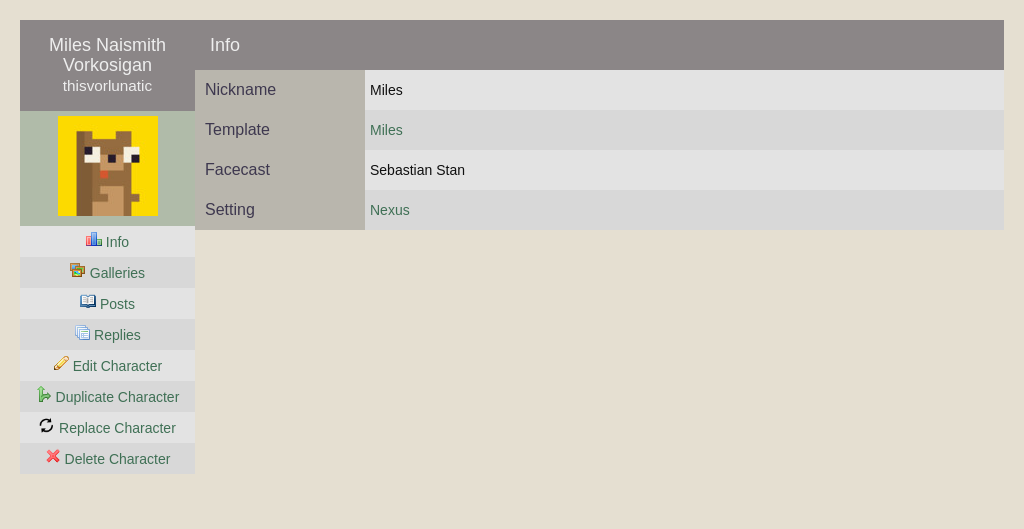 Miles Naismith
Vorkosigan
thisvorlunatic
Info
Galleries
Posts
Replies
Edit Character
Duplicate Character
Replace Character
Delete Character
Info
Nickname Miles
Template Miles
Facecast Sebastian Stan
Setting Nexus